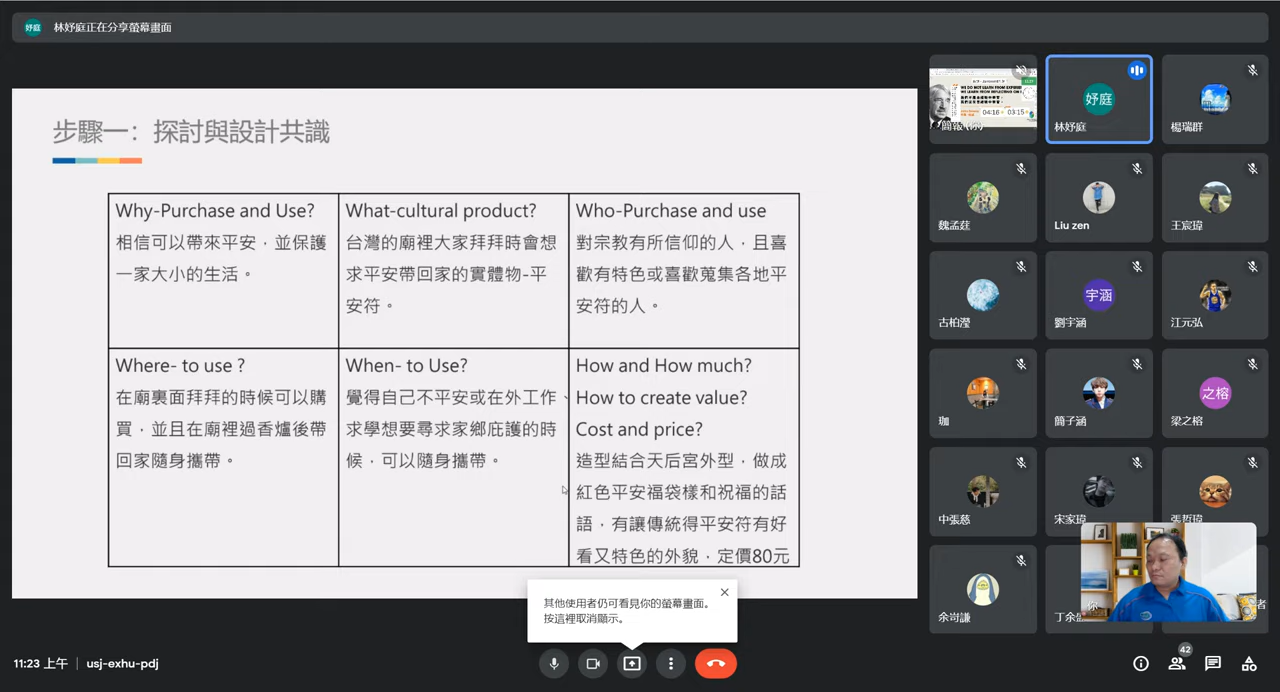 妤庭 林妤庭正在分享螢幕畫面
步驟一：探討與設計共識
Why-Purchase and Use?
相信可以帶來平安，並保護
一家大小的生活。
What-cultural product?
台灣的廟裡大家拜拜時會想
求平安帶回家的實體物-平
安符。
Who-Purchase and use
對宗教有所信仰的人，且喜
歡有特色或喜歡蒐集各地平
安符的人。
Where- to use ?
在廟裏面拜拜的時候可以購
買，並且在廟裡過香爐後帶
回家隨身攜帶。
When- to Use?
覺得自己不平安或在外工作、
求學想要尋求家鄉庇護的時
候，可以隨身攜帶。
How and How much?
How to create value?
Cost and price?
造型結合天后宮外型，做成
紅色平安福袋樣和祝福的話
語，有讓傳統得平安符有好
看又特色的外貌，定價80元
妤庭
林妤庭
楊瑞群
魏孟莛
Liu zen
王宸瑋
古柏瀅
宇涵
劉宇涵
江元弘
珈
簡子涵
之榕
梁之榕
中張慈
宋家瑋
張哲瑋
余岢謙
丁余
你
者
其他使用者仍可看見你的螢幕畫面。
按這裡取消顯示。
11:23 上午
usj-exhu-pdj
42